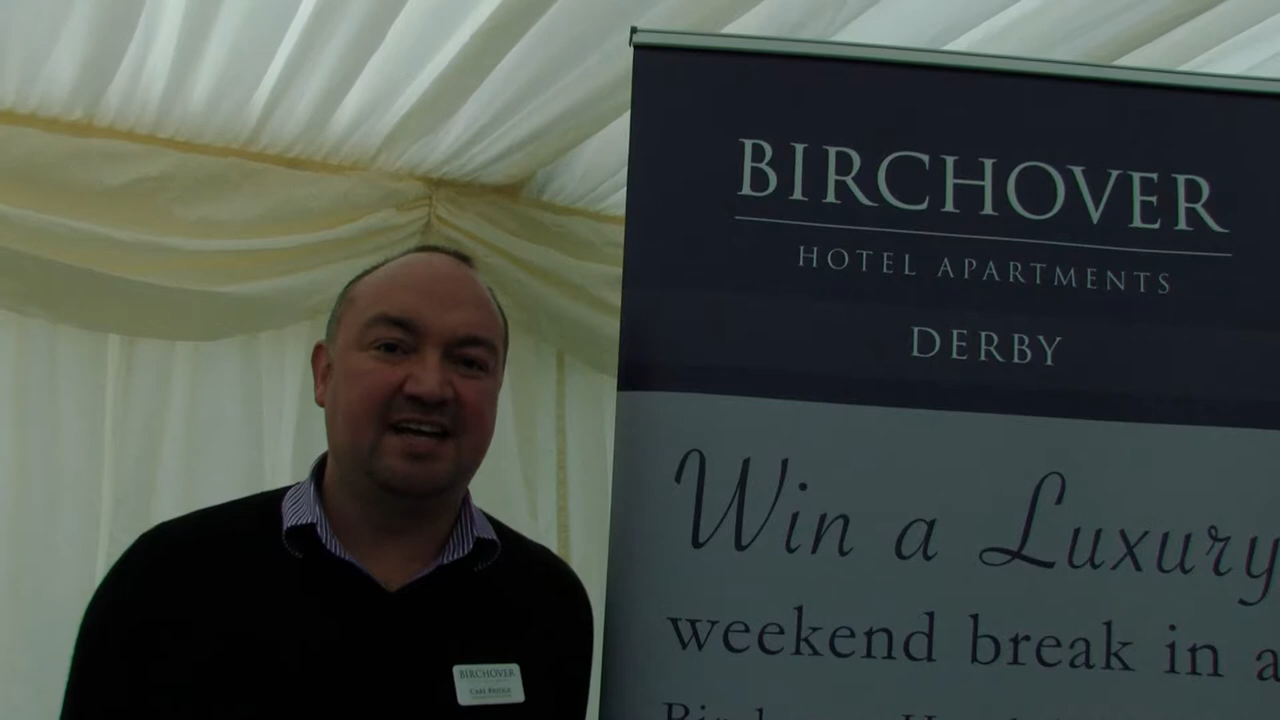 BIRCHOVER
HOTEL APARTMENTS
DERBY
Win a Luxury
weekend break in a
BIRCHOVER